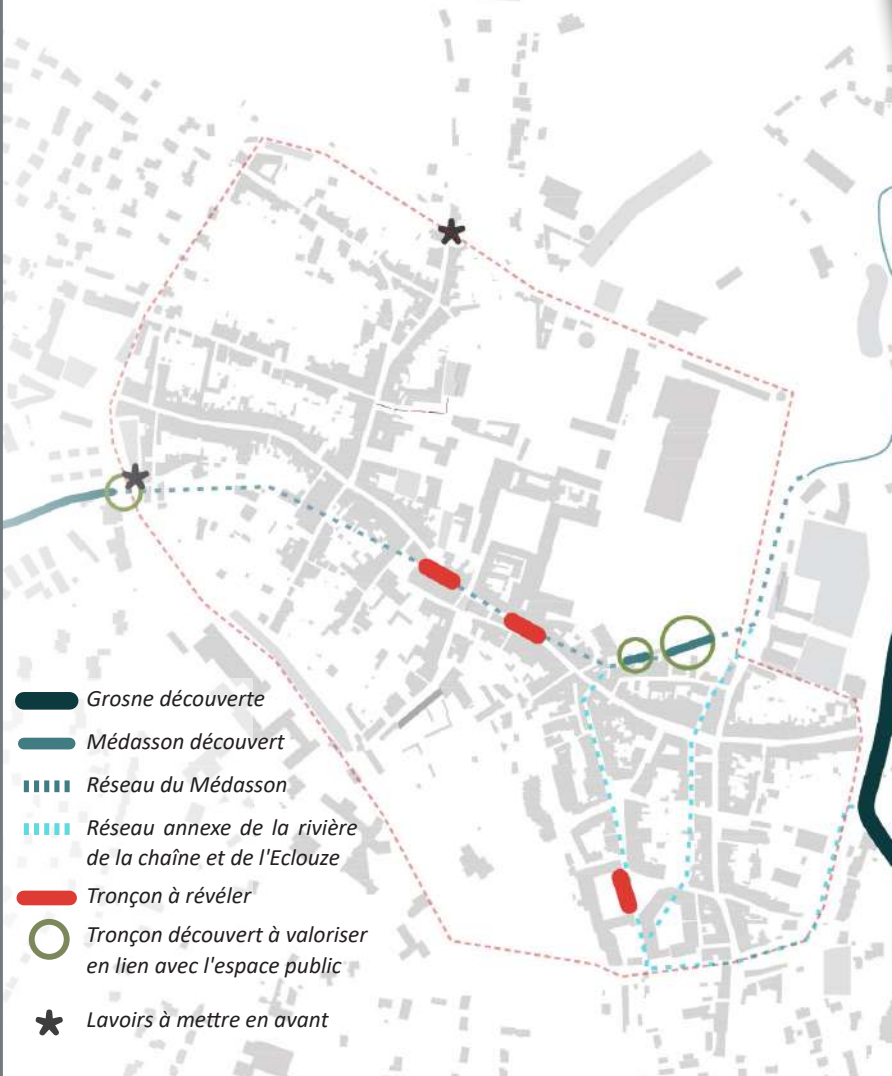 Grosne découverte
Médasson découvert
Réseau du Médasson
Réseau annexe de la rivière
de la chaîne et de l'Eclouze
Tronçon à révéler
Tronçon découvert à valoriser
en lien avec l'espace public
Lavoirs à mettre en avant